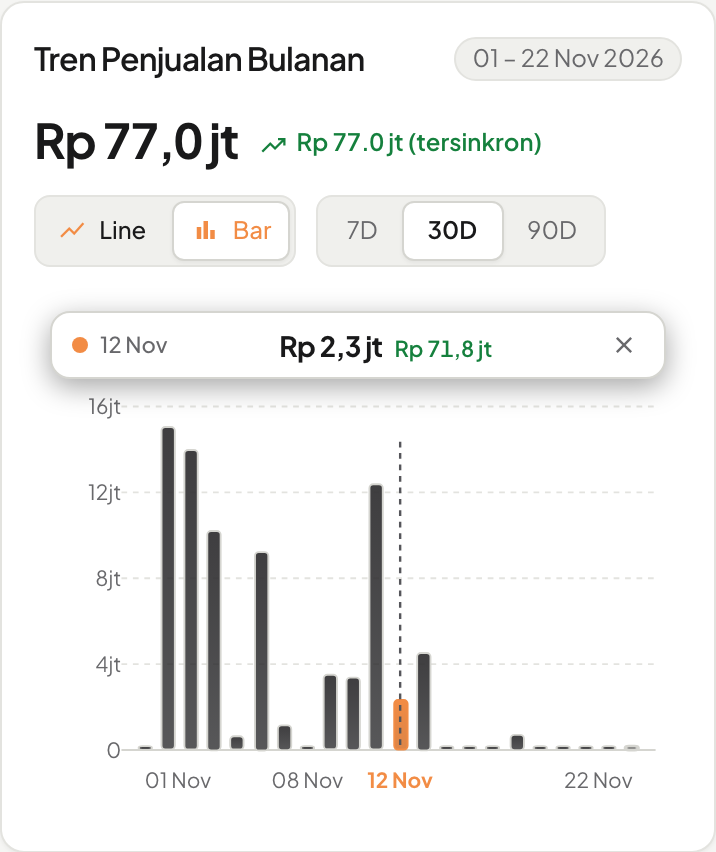 Tren Penjualan Bulanan
01 – 22 Nov 2026
Rp 77,0 jt
Rp 77.0 jt (tersinkron)
Line
Bar
7D
30D
90D
12 Nov
Rp 2,3 jt
Rp 71,8 jt
16jt
12jt
8jt
4jt
0
01 Nov
08 Nov
12 Nov
22 Nov